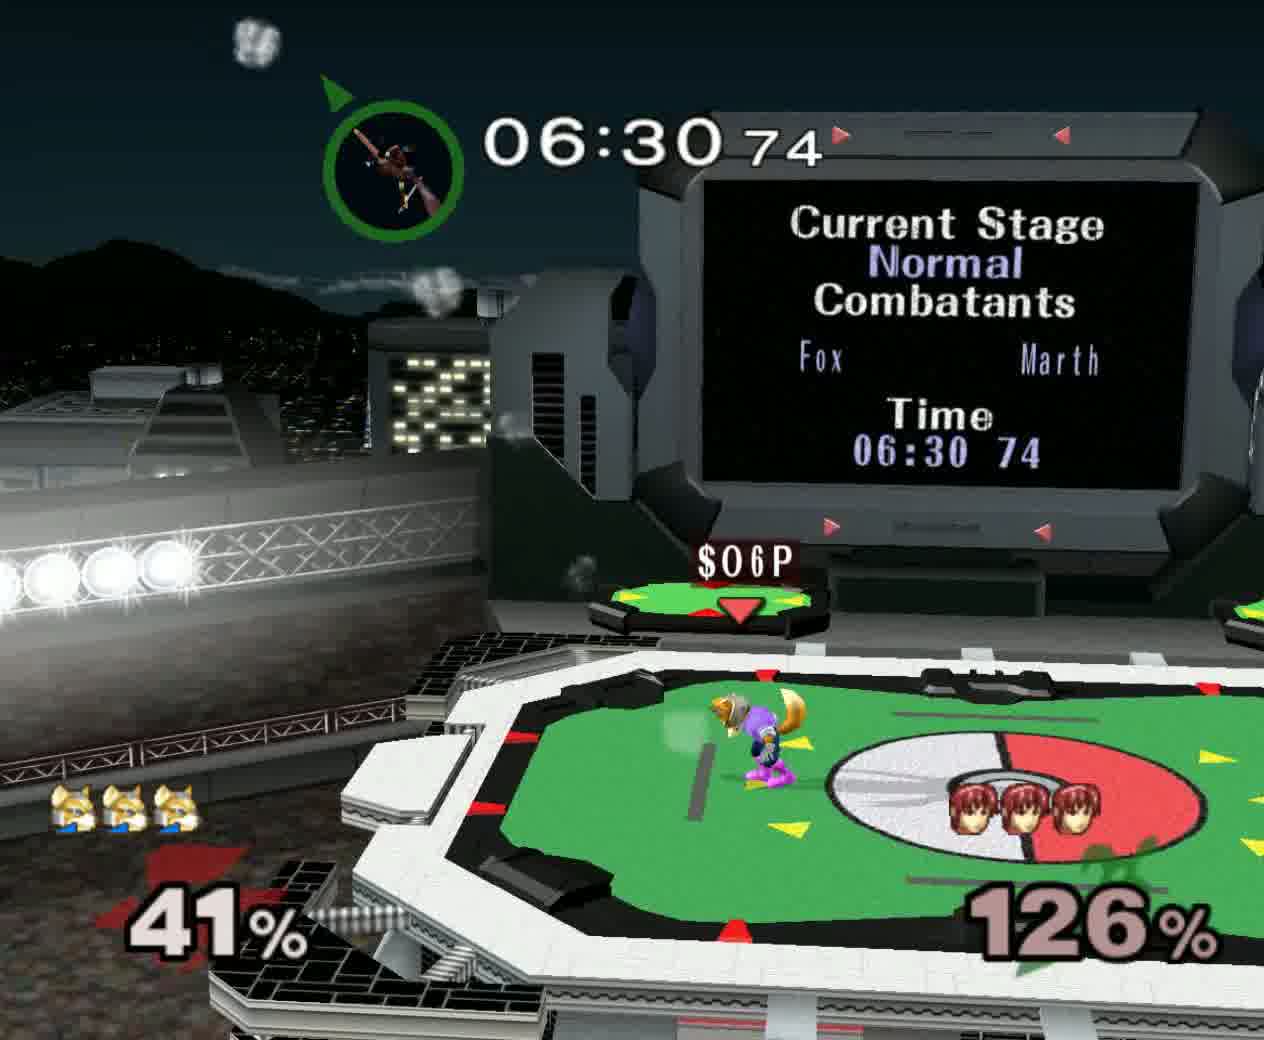 06:30 74
Current Stage
Normal
Combatants
Fox Marth
Time
06:30 74
$06P
41%
126%